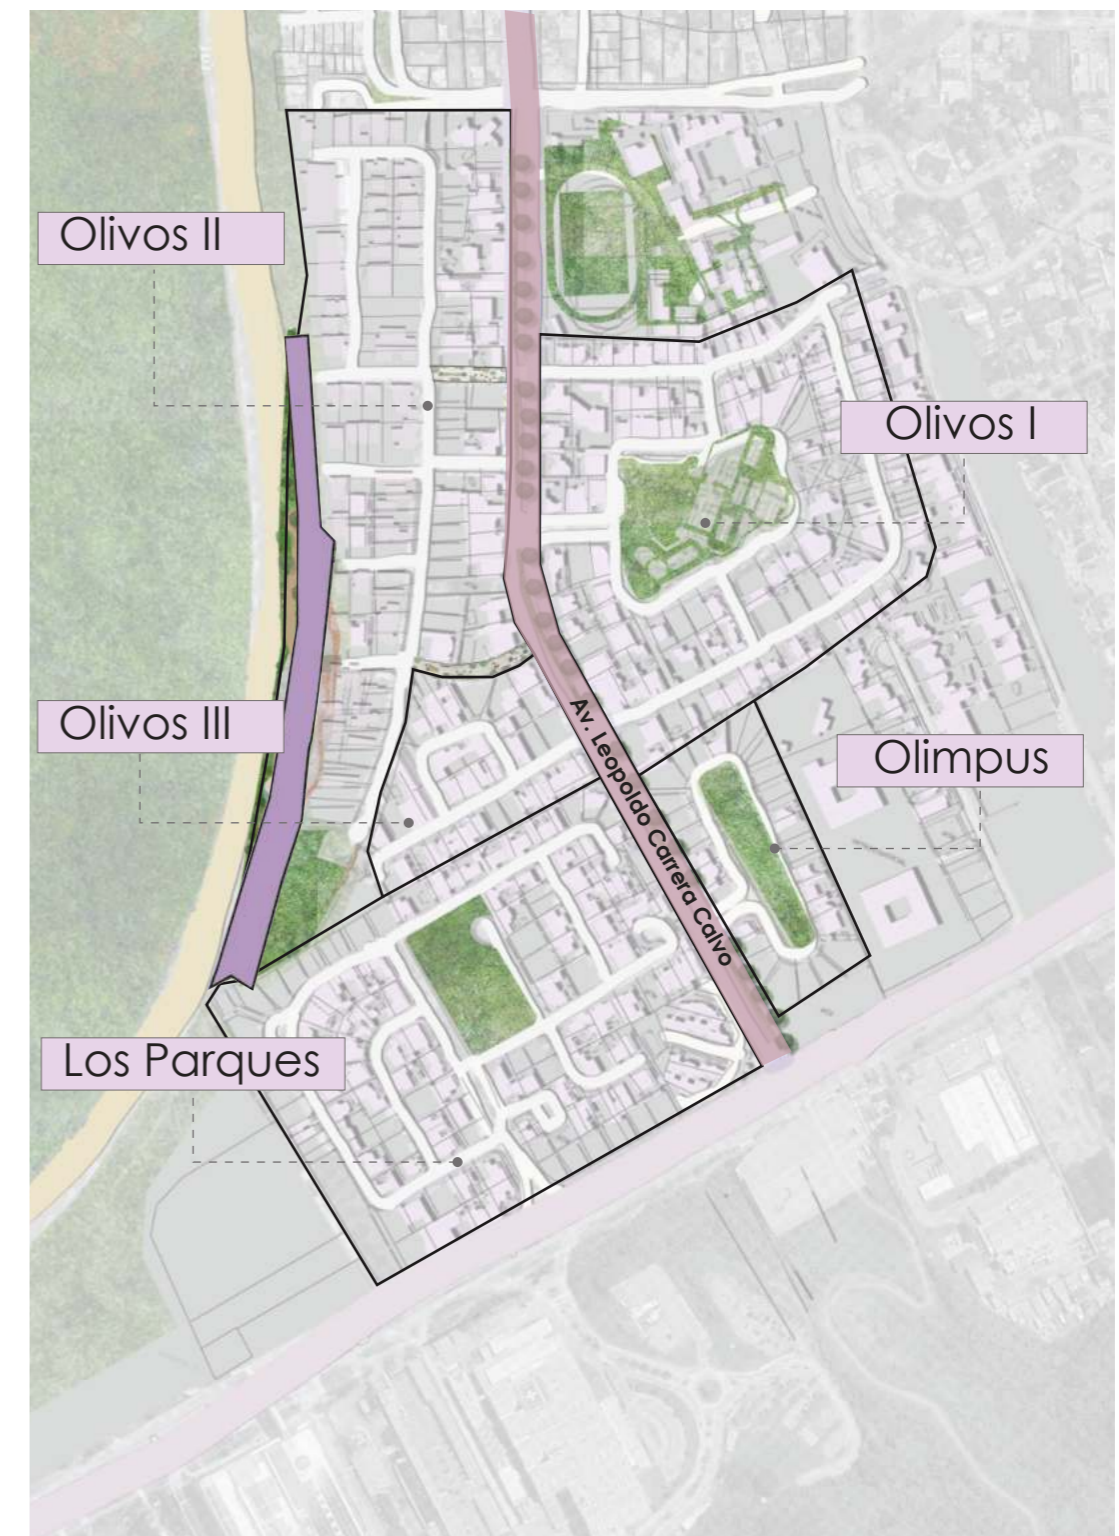 Olivos II
Olivos I
Olivos III
Av. Leopoldo Carrera Calvo
Olimpus
Los Parques